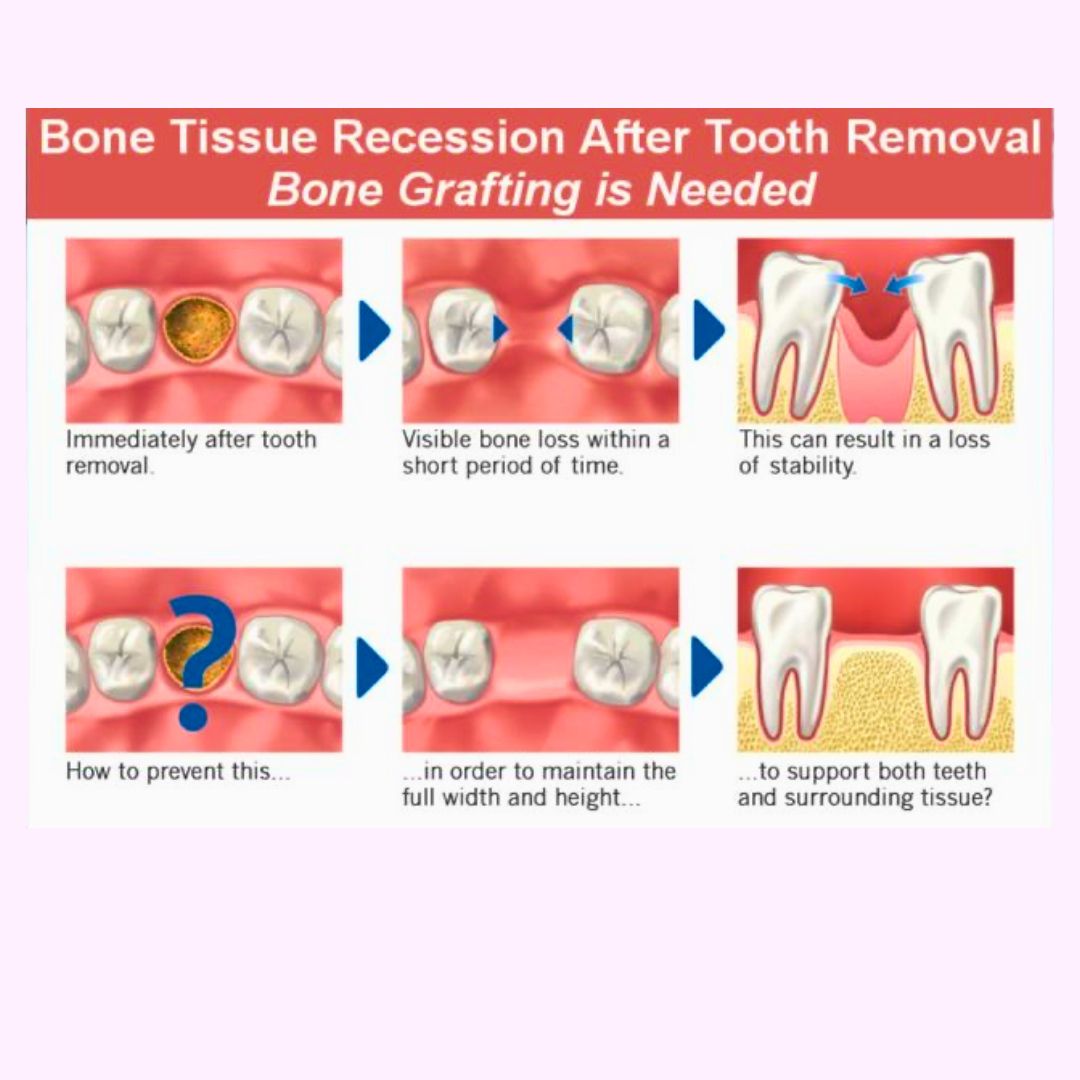 Bone Tissue Recession After Tooth Removal
Bone Grafting is Needed
Immediately after tooth
removal.
Visible bone loss within a
short period of time.
This can result in a loss
of stability.
?
How to prevent this...
...in order to maintain the
full width and height...
...to support both teeth
and surrounding tissue?